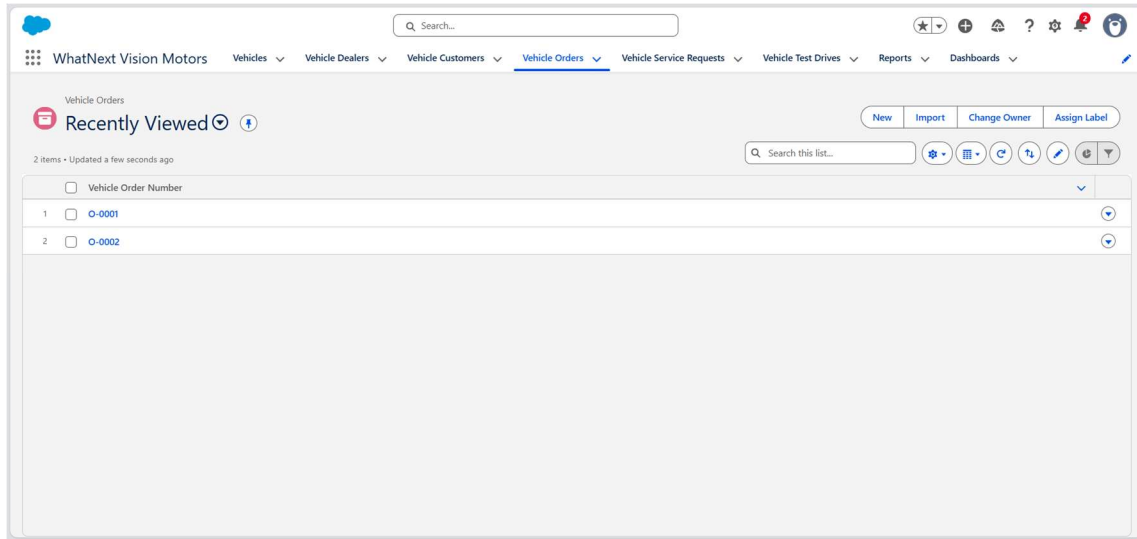 Search...
2
WhatNext Vision Motors Vehicles Vehicle Dealers Vehicle Customers Vehicle Orders Vehicle Service Requests Vehicle Test Drives Reports Dashboards
Vehicle Orders
Recently Viewed
New Import Change Owner Assign Label
2 items • Updated a few seconds ago
Search this list...
Vehicle Order Number
1 O-0001
2 O-0002